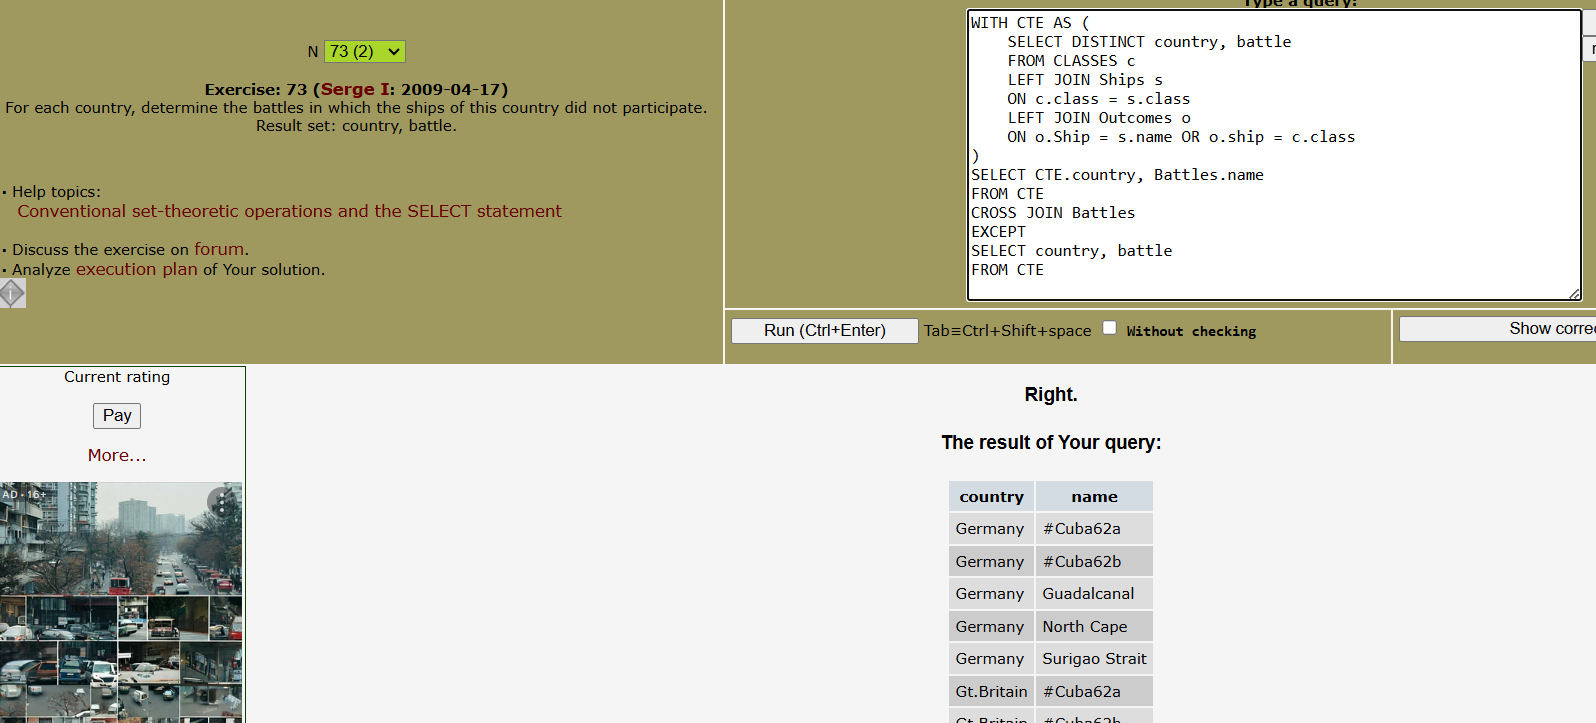 N 73 (2)
Exercise: 73 (Serge I: 2009-04-17)
For each country, determine the battles in which the ships of this country did not participate.
Result set: country, battle.
· Help topics:
Conventional set-theoretic operations and the SELECT statement
· Discuss the exercise on forum.
· Analyze execution plan of Your solution.
Type a query:
WITH CTE AS (
    SELECT DISTINCT country, battle
    FROM CLASSES c
    LEFT JOIN Ships s
    ON c.class = s.class
    LEFT JOIN Outcomes o
    ON o.Ship = s.name OR o.ship = c.class
)
SELECT CTE.country, Battles.name
FROM CTE
CROSS JOIN Battles
EXCEPT
SELECT country, battle
FROM CTE
Run (Ctrl+Enter) Tab≡Ctrl+Shift+space Without checking
Show corre
Current rating
Pay
More...
AD · 16+
Right.
The result of Your query:
country name
Germany #Cuba62a
Germany #Cuba62b
Germany Guadalcanal
Germany North Cape
Germany Surigao Strait
Gt.Britain #Cuba62a
Gt.Britain #Cuba62b